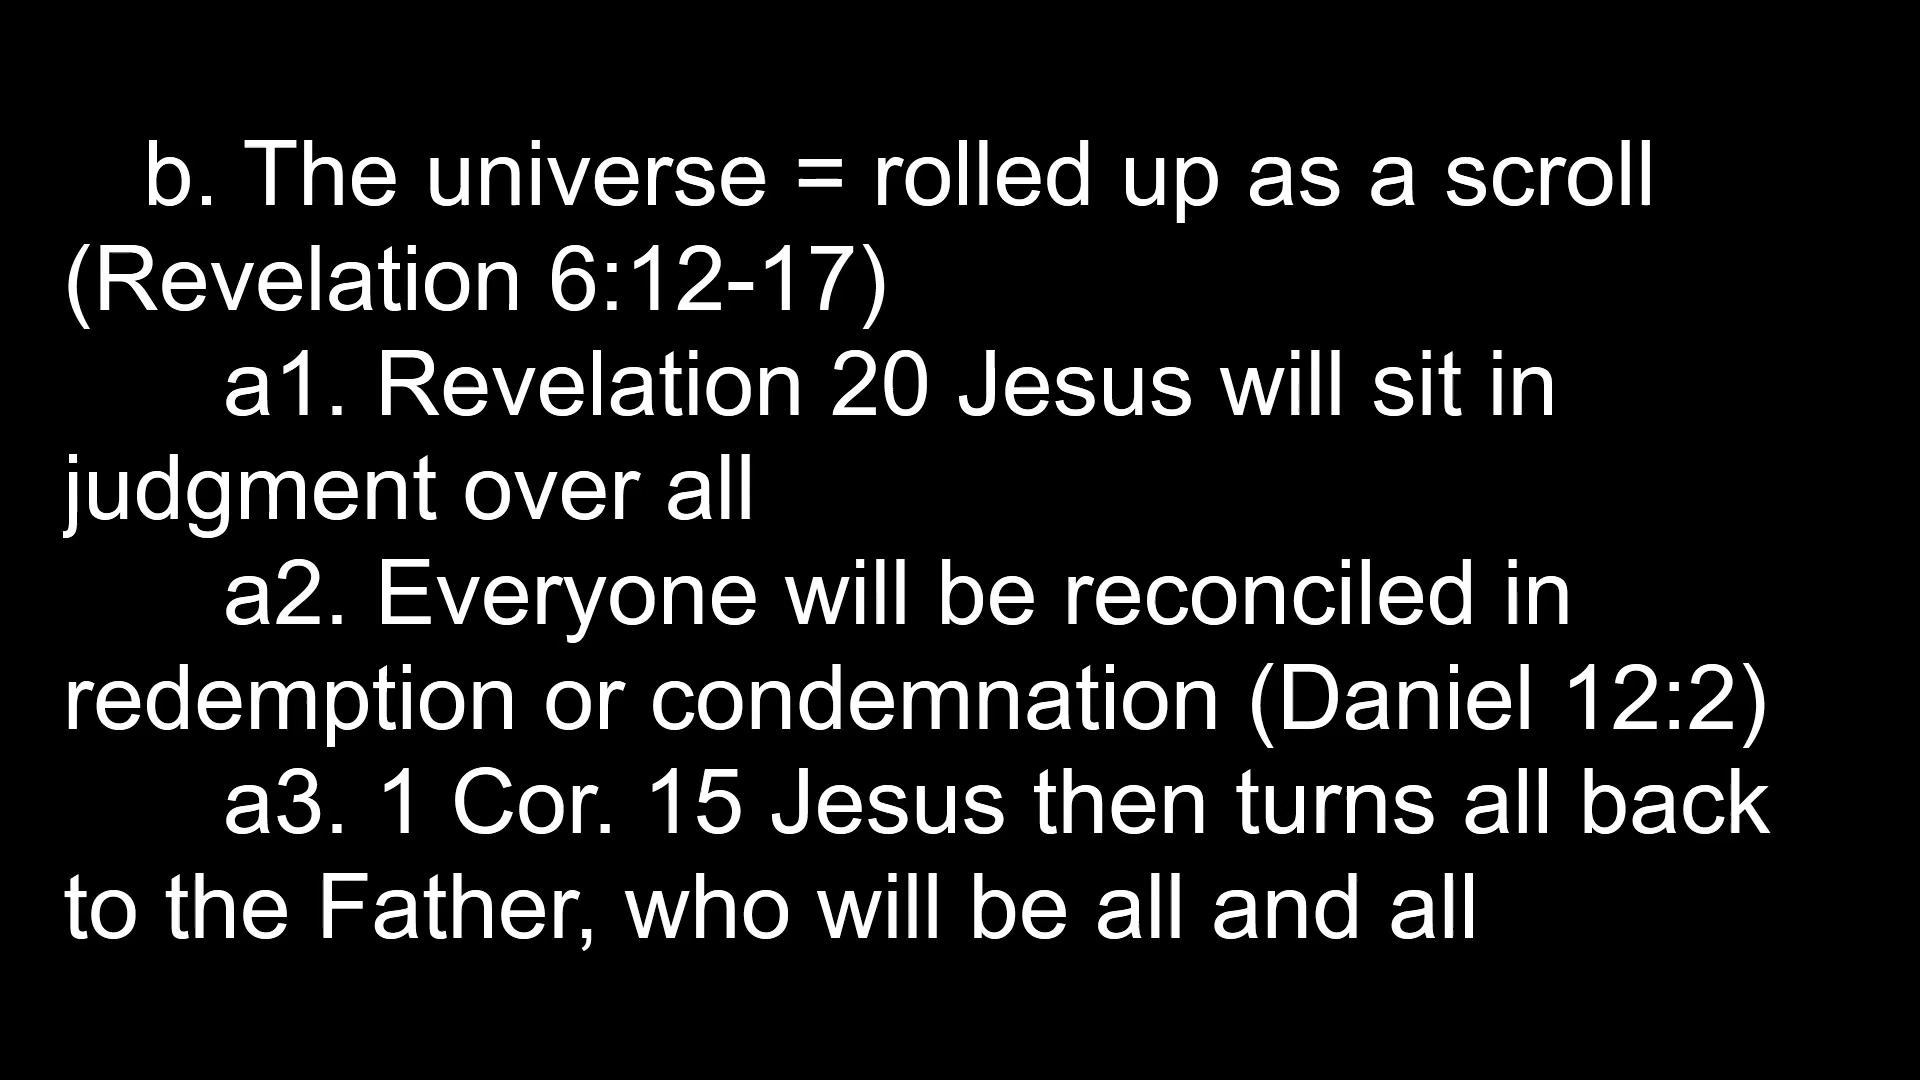 b. The universe = rolled up as a scroll
(Revelation 6:12-17)
a1. Revelation 20 Jesus will sit in
judgment over all
a2. Everyone will be reconciled in
redemption or condemnation (Daniel 12:2)
a3. 1 Cor. 15 Jesus then turns all back
to the Father, who will be all and all